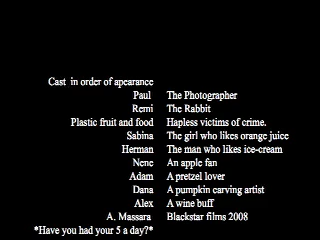 Cast in order of apearance
Paul The Photographer
Remi The Rabbit
Plastic fruit and food Hapless victims of crime.
Sabina The girl who likes orange juice
Herman The man who likes ice-cream
Nene An apple fan
Adam A pretzel lover
Dana A pumpkin carving artist
Alex A wine buff
A. Massara Blackstar films 2008
*Have you had your 5 a day?*